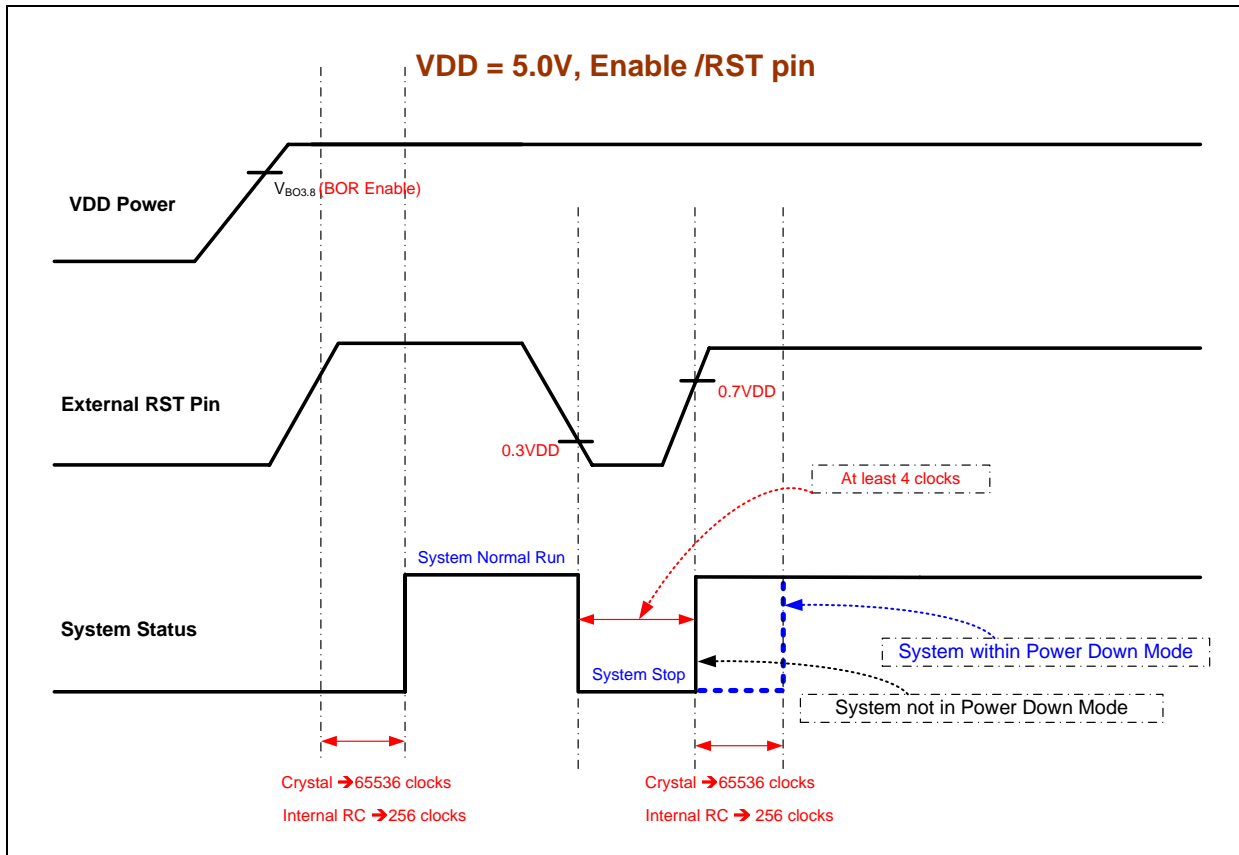 VDD = 5.0V, Enable /RST pin
VBO3.8 (BOR Enable)
VDD Power
External RST Pin
0.7VDD
0.3VDD
At least 4 clocks
System Normal Run
System Status
System within Power Down Mode
System Stop
System not in Power Down Mode
Crystal ➔65536 clocks
Internal RC ➔256 clocks
Crystal ➔65536 clocks
Internal RC ➔ 256 clocks